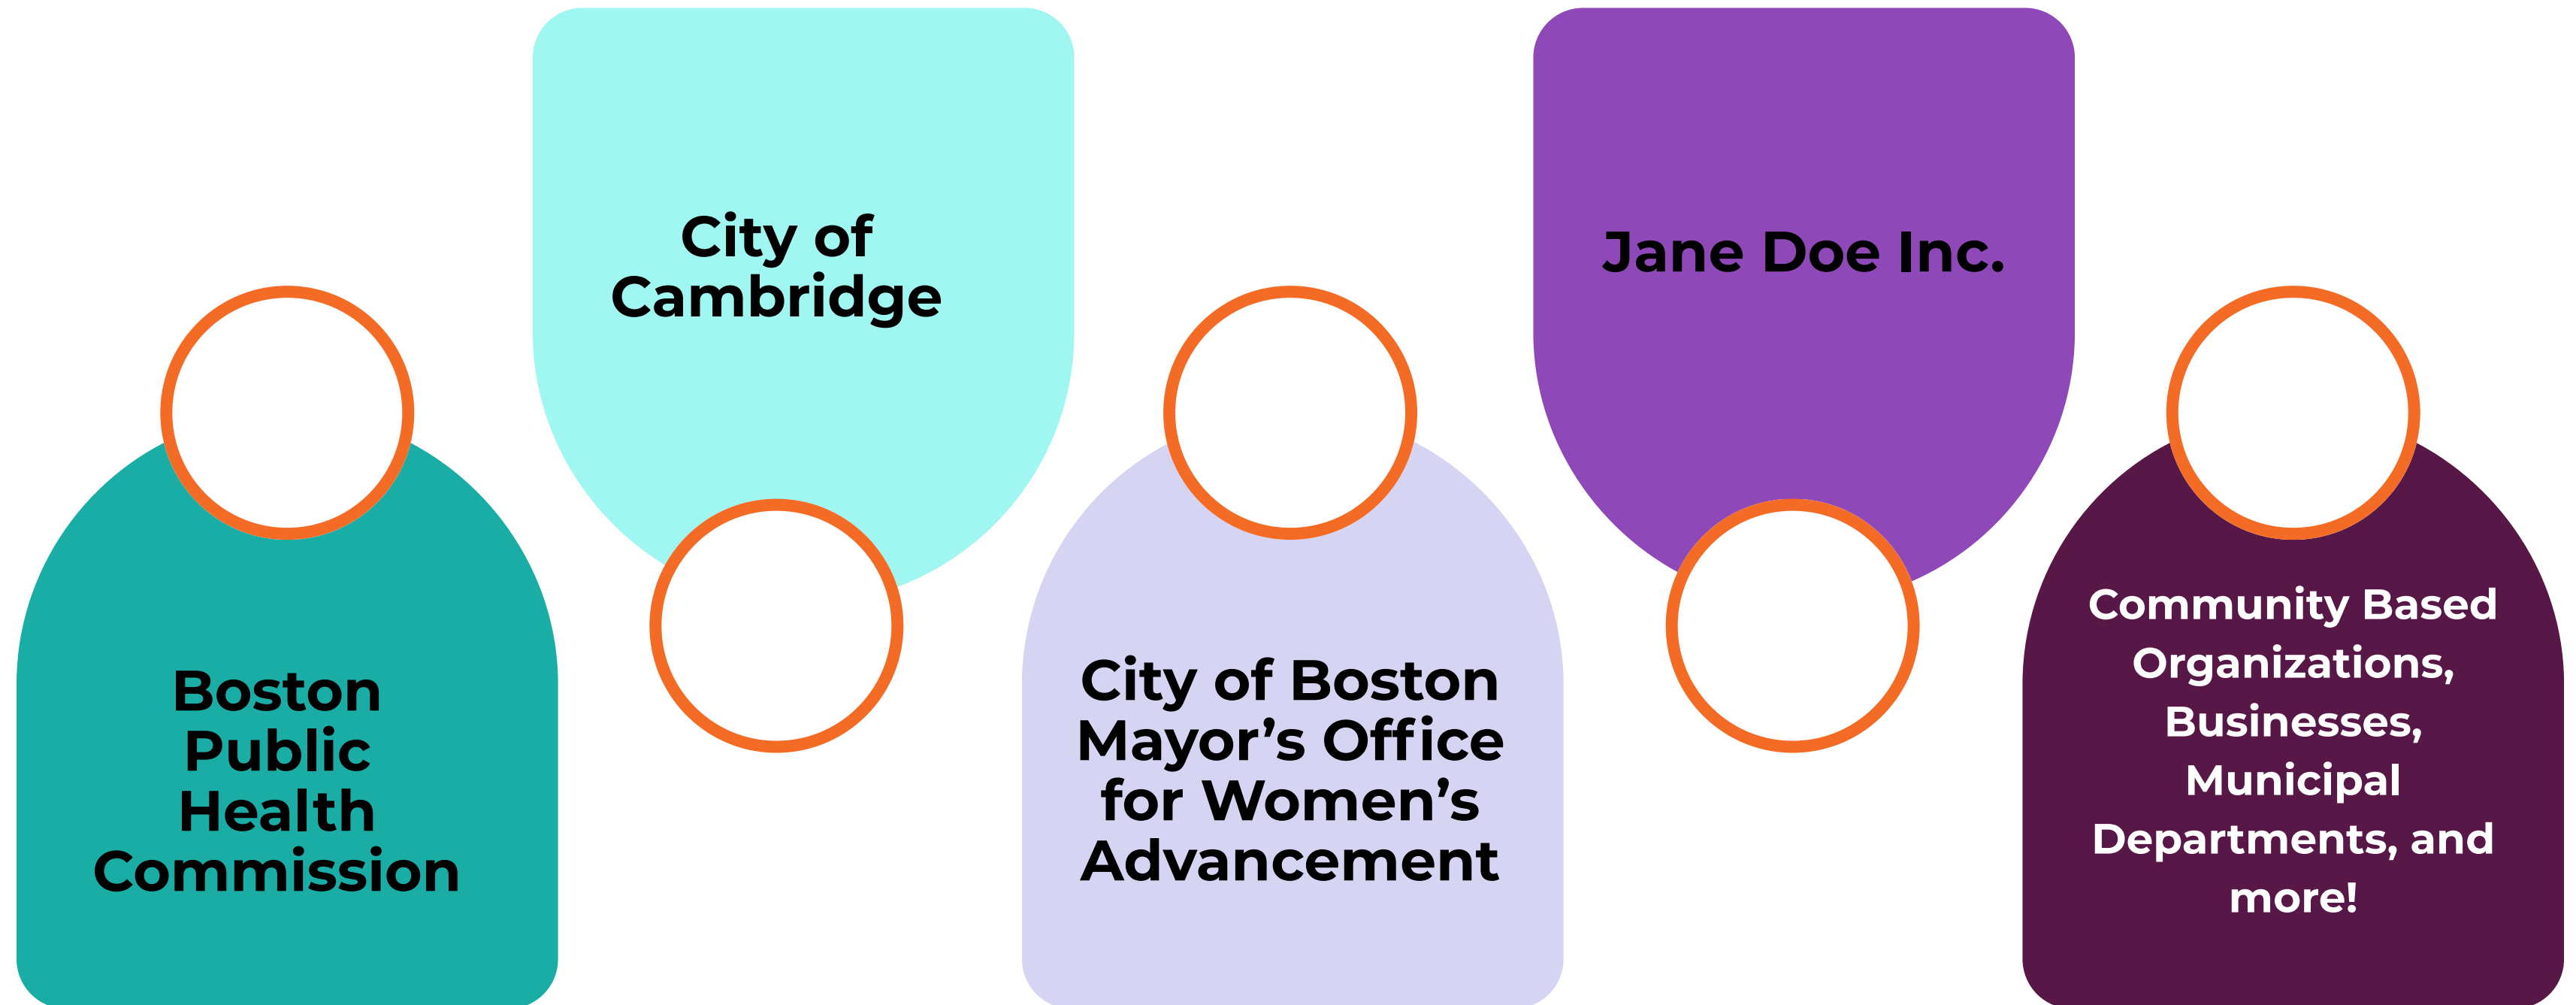 Boston
Public
Health
Commission
City of
Cambridge
City of Boston
Mayor’s Office
for Women’s
Advancement
Jane Doe Inc.
Community Based
Organizations,
Businesses,
Municipal
Departments, and
more!